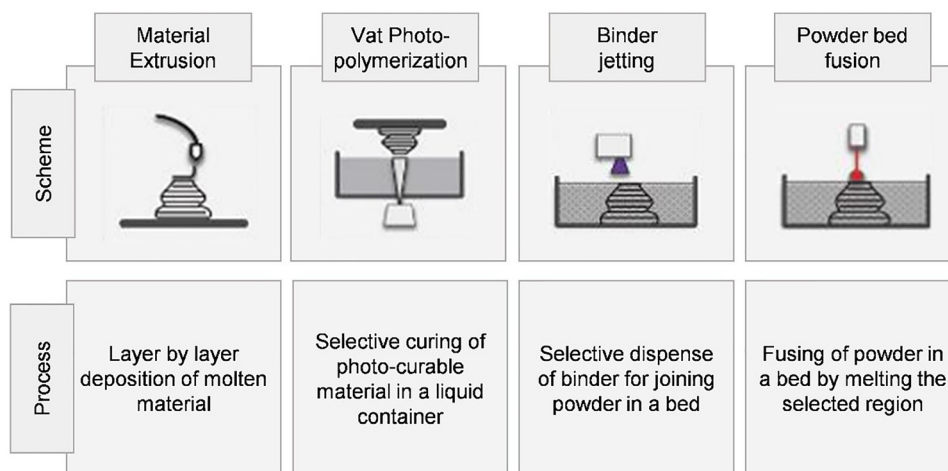 Material
Extrusion
Vat Photo-
polymerization
Binder
jetting
Powder bed
fusion
Scheme
Process
Layer by layer
deposition of molten
material
Selective curing of
photo-curable
material in a liquid
container
Selective dispense
of binder for joining
powder in a bed
Fusing of powder in
a bed by melting the
selected region